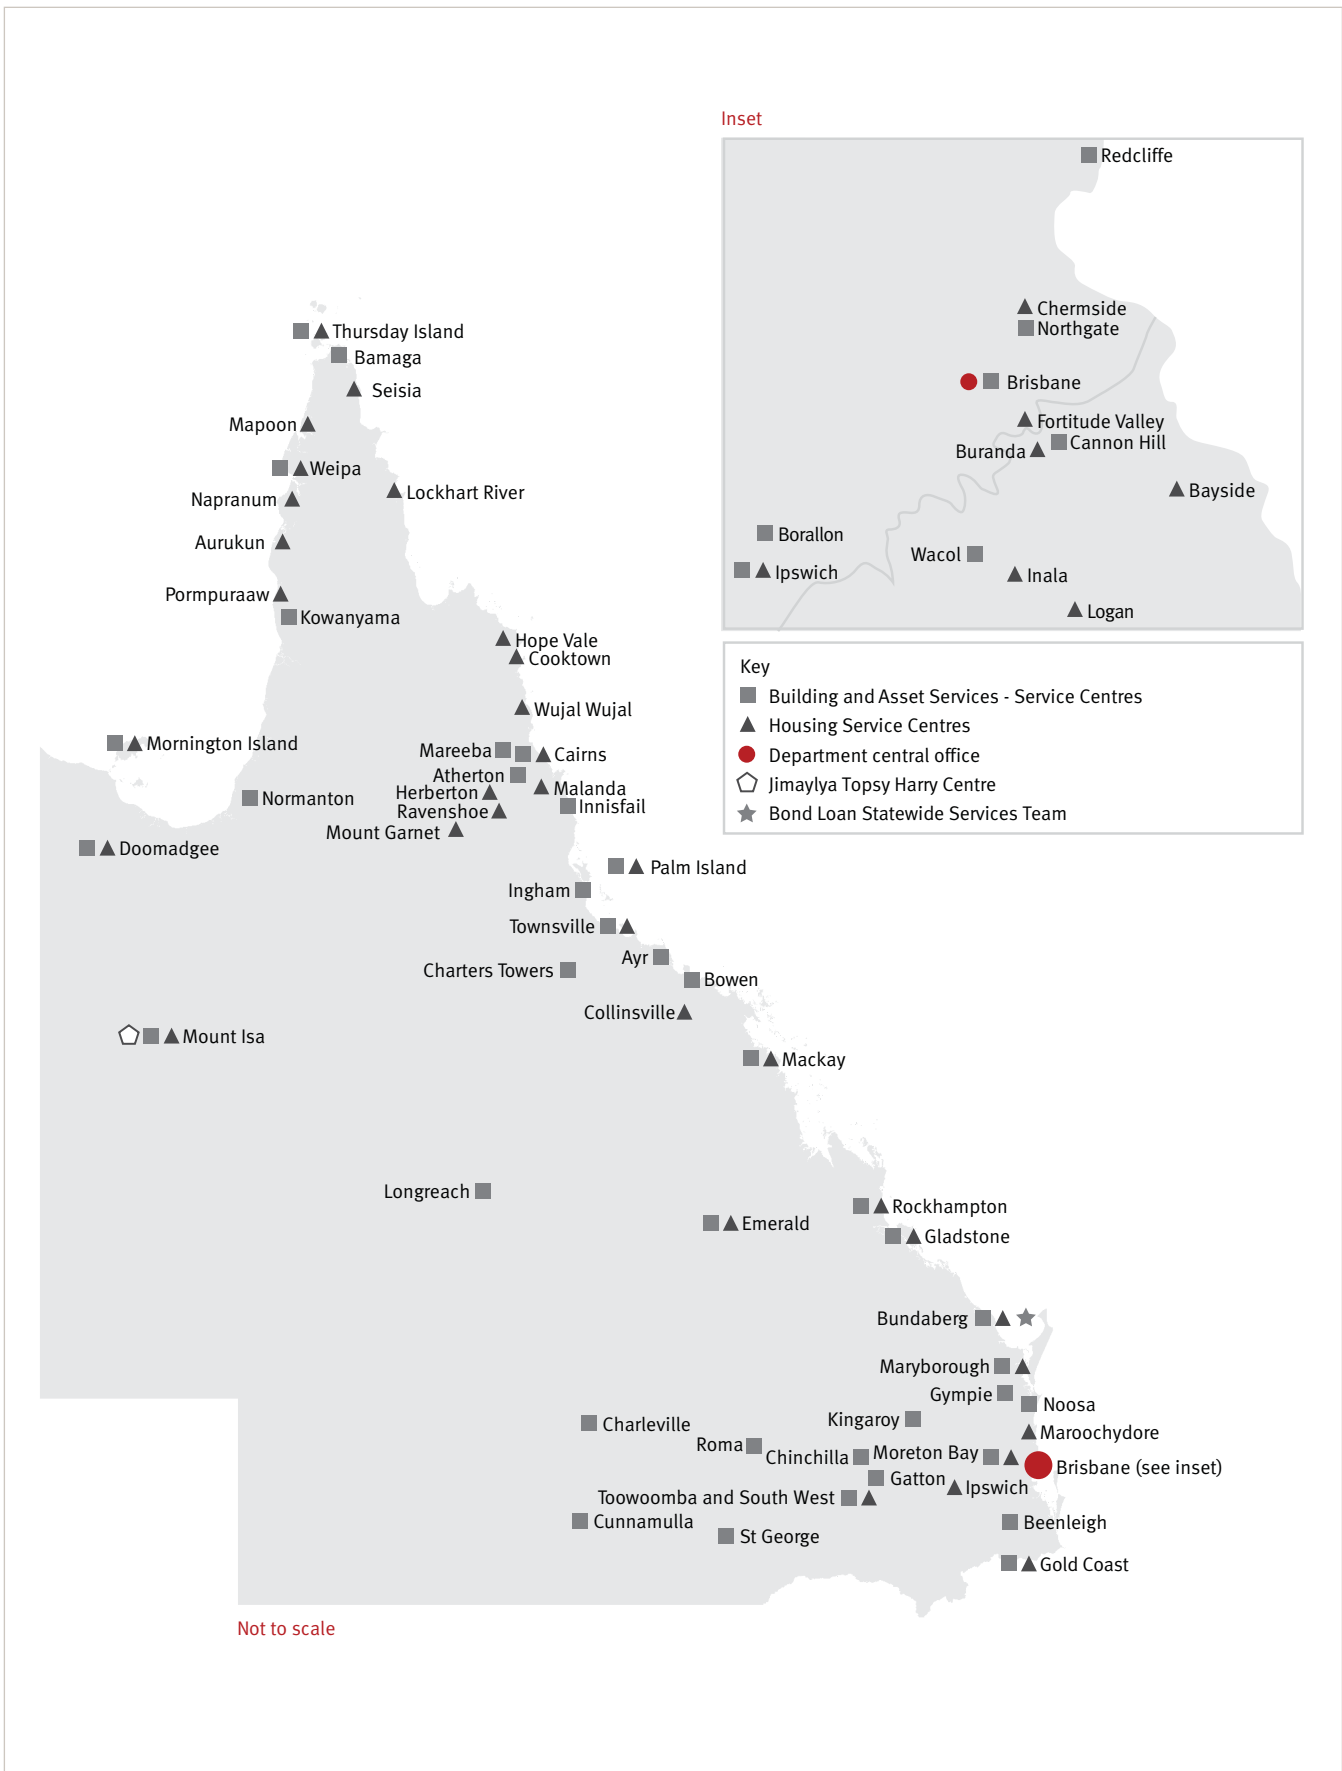 Inset
Redcliffe
Chermside
Northgate
Brisbane
Fortitude Valley
Cannon Hill
Buranda
Bayside
Borallon
Wacol
Ipswich
Inala
Logan
Key
Building and Asset Services - Service Centres
Housing Service Centres
Department central office
Jimaylya Topsy Harry Centre
Bond Loan Statewide Services Team
Thursday Island
Bamaga
Seisia
Mapoon
Weipa
Napranum
Lockhart River
Aurukun
Pormpuraaw
Kowanyama
Hope Vale
Cooktown
Wujal Wujal
Mornington Island
Mareeba
Cairns
Atherton
Malanda
Herberton
Normanton
Innisfail
Ravenshoe
Mount Garnet
Doomadgee
Palm Island
Ingham
Townsville
Ayr
Charters Towers
Bowen
Collinsville
Mount Isa
Mackay
Longreach
Rockhampton
Emerald
Gladstone
Bundaberg
Maryborough
Gympie
Noosa
Kingaroy
Charleville
Maroochydore
Roma
Chinchilla
Moreton Bay
Brisbane (see inset)
Gatton
Ipswich
Toowoomba and South West
Cunnamulla
Beenleigh
St George
Gold Coast
Not to scale